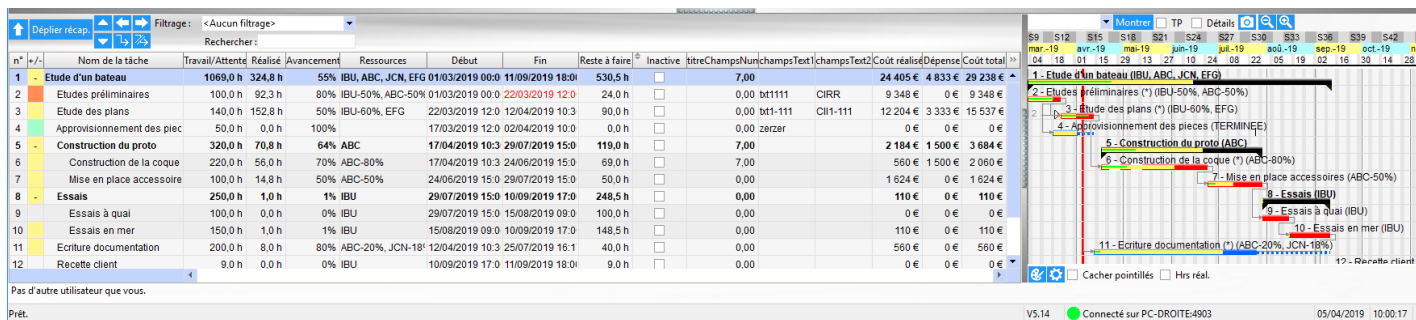 Déplier récap. Filtrage : <Aucun filtrage>
Rechercher :
Montrer TP Détails
n° +/- Nom de la tâche Travail/Attente Réalisé Avancement Ressources Début Fin Reste à faire Inactive titreChampsNum champsText1 champsText2 Coût réalisé Dépense Coût total >>
1 - Etude d'un bateau 1069,0 h 324,8 h 55% IBU, ABC, JCN, EFG 01/03/2019 00:0 11/09/2019 18:0 530,5 h 7,00 24 405 € 4 833 € 29 238 €
2 Etudes préliminaires 100,0 h 92,3 h 80% IBU-50%, ABC-50% 01/03/2019 00:0 22/03/2019 12:0 24,0 h 0,00 txt1111 CIRR 9 348 € 0 € 9 348 €
3 Etude des plans 140,0 h 152,8 h 50% IBU-60%, EFG 22/03/2019 12:0 12/04/2019 10:3 90,0 h 0,00 txt1-111 ClI1-111 12 204 € 3 333 € 15 537 €
4 Approvisionnement des piec 50,0 h 0,0 h 100% 17/03/2019 12:0 02/04/2019 10:0 0,0 h 0,00 zerzer 0 € 0 € 0 €
5 - Construction du proto 320,0 h 70,8 h 64% ABC 17/04/2019 10:3 29/07/2019 15:0 119,0 h 7,00 2 184 € 1 500 € 3 684 €
6 Construction de la coque 220,0 h 56,0 h 70% ABC-80% 17/04/2019 10:3 24/06/2019 15:0 69,0 h 7,00 560 € 1 500 € 2 060 €
7 Mise en place accessoire 100,0 h 14,8 h 50% ABC-50% 24/06/2019 15:0 29/07/2019 15:0 50,0 h 0,00 1 624 € 0 € 1 624 €
8 - Essais 250,0 h 1,0 h 1% IBU 29/07/2019 15:0 10/09/2019 17:0 248,5 h 0,00 110 € 0 € 110 €
9 Essais à quai 100,0 h 0,0 h 0% IBU 29/07/2019 15:0 15/08/2019 09:0 100,0 h 0,00 0 € 0 € 0 €
10 Essais en mer 150,0 h 1,0 h 1% IBU 15/08/2019 09:0 10/09/2019 17:0 148,5 h 0,00 110 € 0 € 110 €
11 Ecriture documentation 200,0 h 8,0 h 80% ABC-20%, JCN-18% 12/04/2019 10:3 25/07/2019 16:1 40,0 h 0,00 560 € 0 € 560 €
12 Recette client 9,0 h 0,0 h 0% IBU 10/09/2019 17:0 11/09/2019 18:0 9,0 h 0,00 0 € 0 € 0 €
S9 S12 S15 S18 S21 S24 S27 S30 S33 S36 S39 S42
mar.-19 avr.-19 mai-19 juin-19 juil.-19 aoû.-19 sep.-19 oct.-19 n
04 18 01 15 29 13 27 10 24 08 22 05 19 02 16 30 14 28
1 - Etude d'un bateau (IBU, ABC, JCN, EFG)
2 - Etudes préliminaires (*) (IBU-50%, ABC-50%)
2 3 - Etude des plans (*) (IBU-60%, EFG)
4 - Approvisionnement des pieces (TERMINEE)
5 - Construction du proto (ABC)
6 - Construction de la coque (*) (ABC-80%)
7 - Mise en place accessoires (ABC-50%)
8 - Essais (IBU)
9 - Essais à quai (IBU)
10 - Essais en mer (IBU)
11 - Ecriture documentation (*) (ABC-20%, JCN-18%)
12 - Recette client
Cacher pointillés Hrs réal.
Pas d'autre utilisateur que vous.
Prêt. V5.14 Connecté sur PC-DROITE:4903 05/04/2019 10:00:17